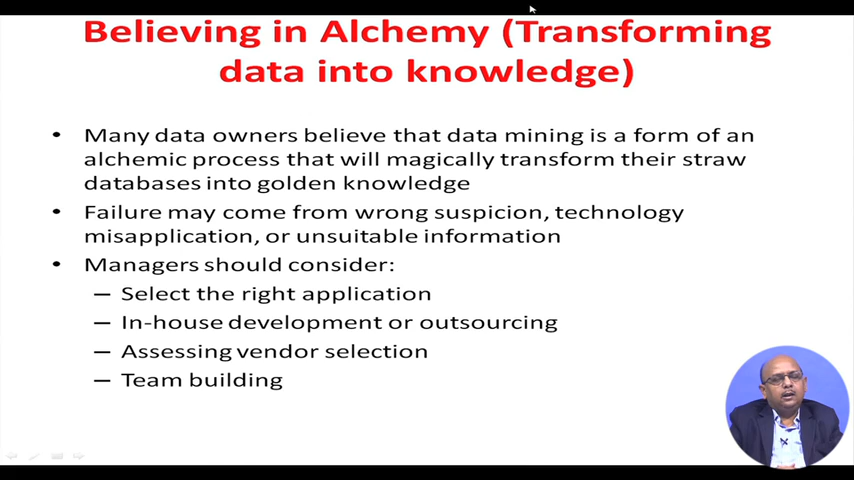 Believing in Alchemy (Transforming
data into knowledge)
• Many data owners believe that data mining is a form of an
alchemic process that will magically transform their straw
databases into golden knowledge
• Failure may come from wrong suspicion, technology
misapplication, or unsuitable information
• Managers should consider:
– Select the right application
– In-house development or outsourcing
– Assessing vendor selection
– Team building